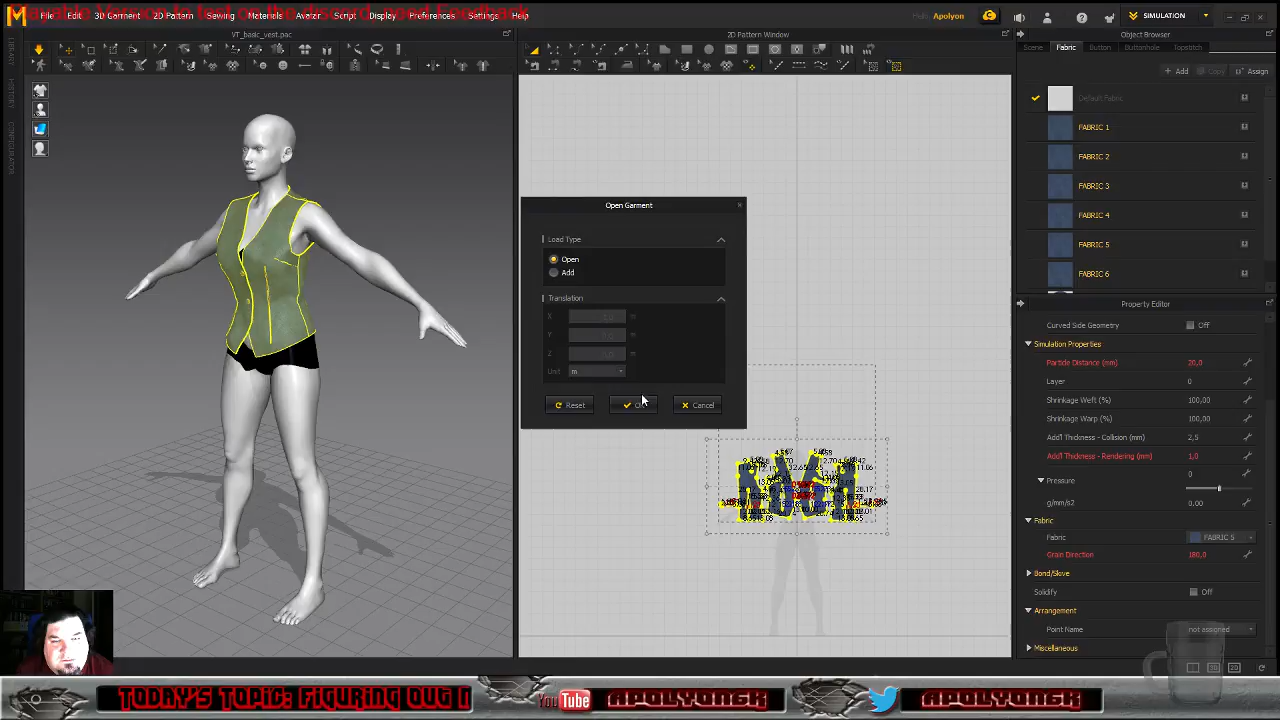 File Edit 3D Garment 2D Pattern Sewing Materials Avatar Script Display Preferences Settings Help
Apolyon
SIMULATION
VT_basic_vest.pac
2D Pattern Window
Object Browser
LIBRARY
HISTORY
CONFIGURATOR
Scene Fabric Button Buttonhole Topstitch
+ Add Copy Assign
Default Fabric
FABRIC 1
FABRIC 2
FABRIC 3
FABRIC 4
FABRIC 5
FABRIC 6
Open Garment
Load Type
Open
Add
Translation
X m
Y m
Z m
Unit m
Reset
Cancel
Property Editor
Curved Side Geometry Off
Simulation Properties
Particle Distance (mm) 20,0
Layer 0
Shrinkage Weft (%) 100,00
Shrinkage Warp (%) 100,00
Add'l Thickness - Collision (mm) 2,5
Add'l Thickness - Rendering (mm) 1,0
Pressure 0
g/mm/s2 0.00
Fabric
Fabric FABRIC 5
Grain Direction 180,0
Bond/Skive
Solidify Off
Arrangement
Point Name not assigned
Miscellaneous
TODAY'S TOPIC: FIGURING OUT
YouTube APOLYONGK APOLYONGK